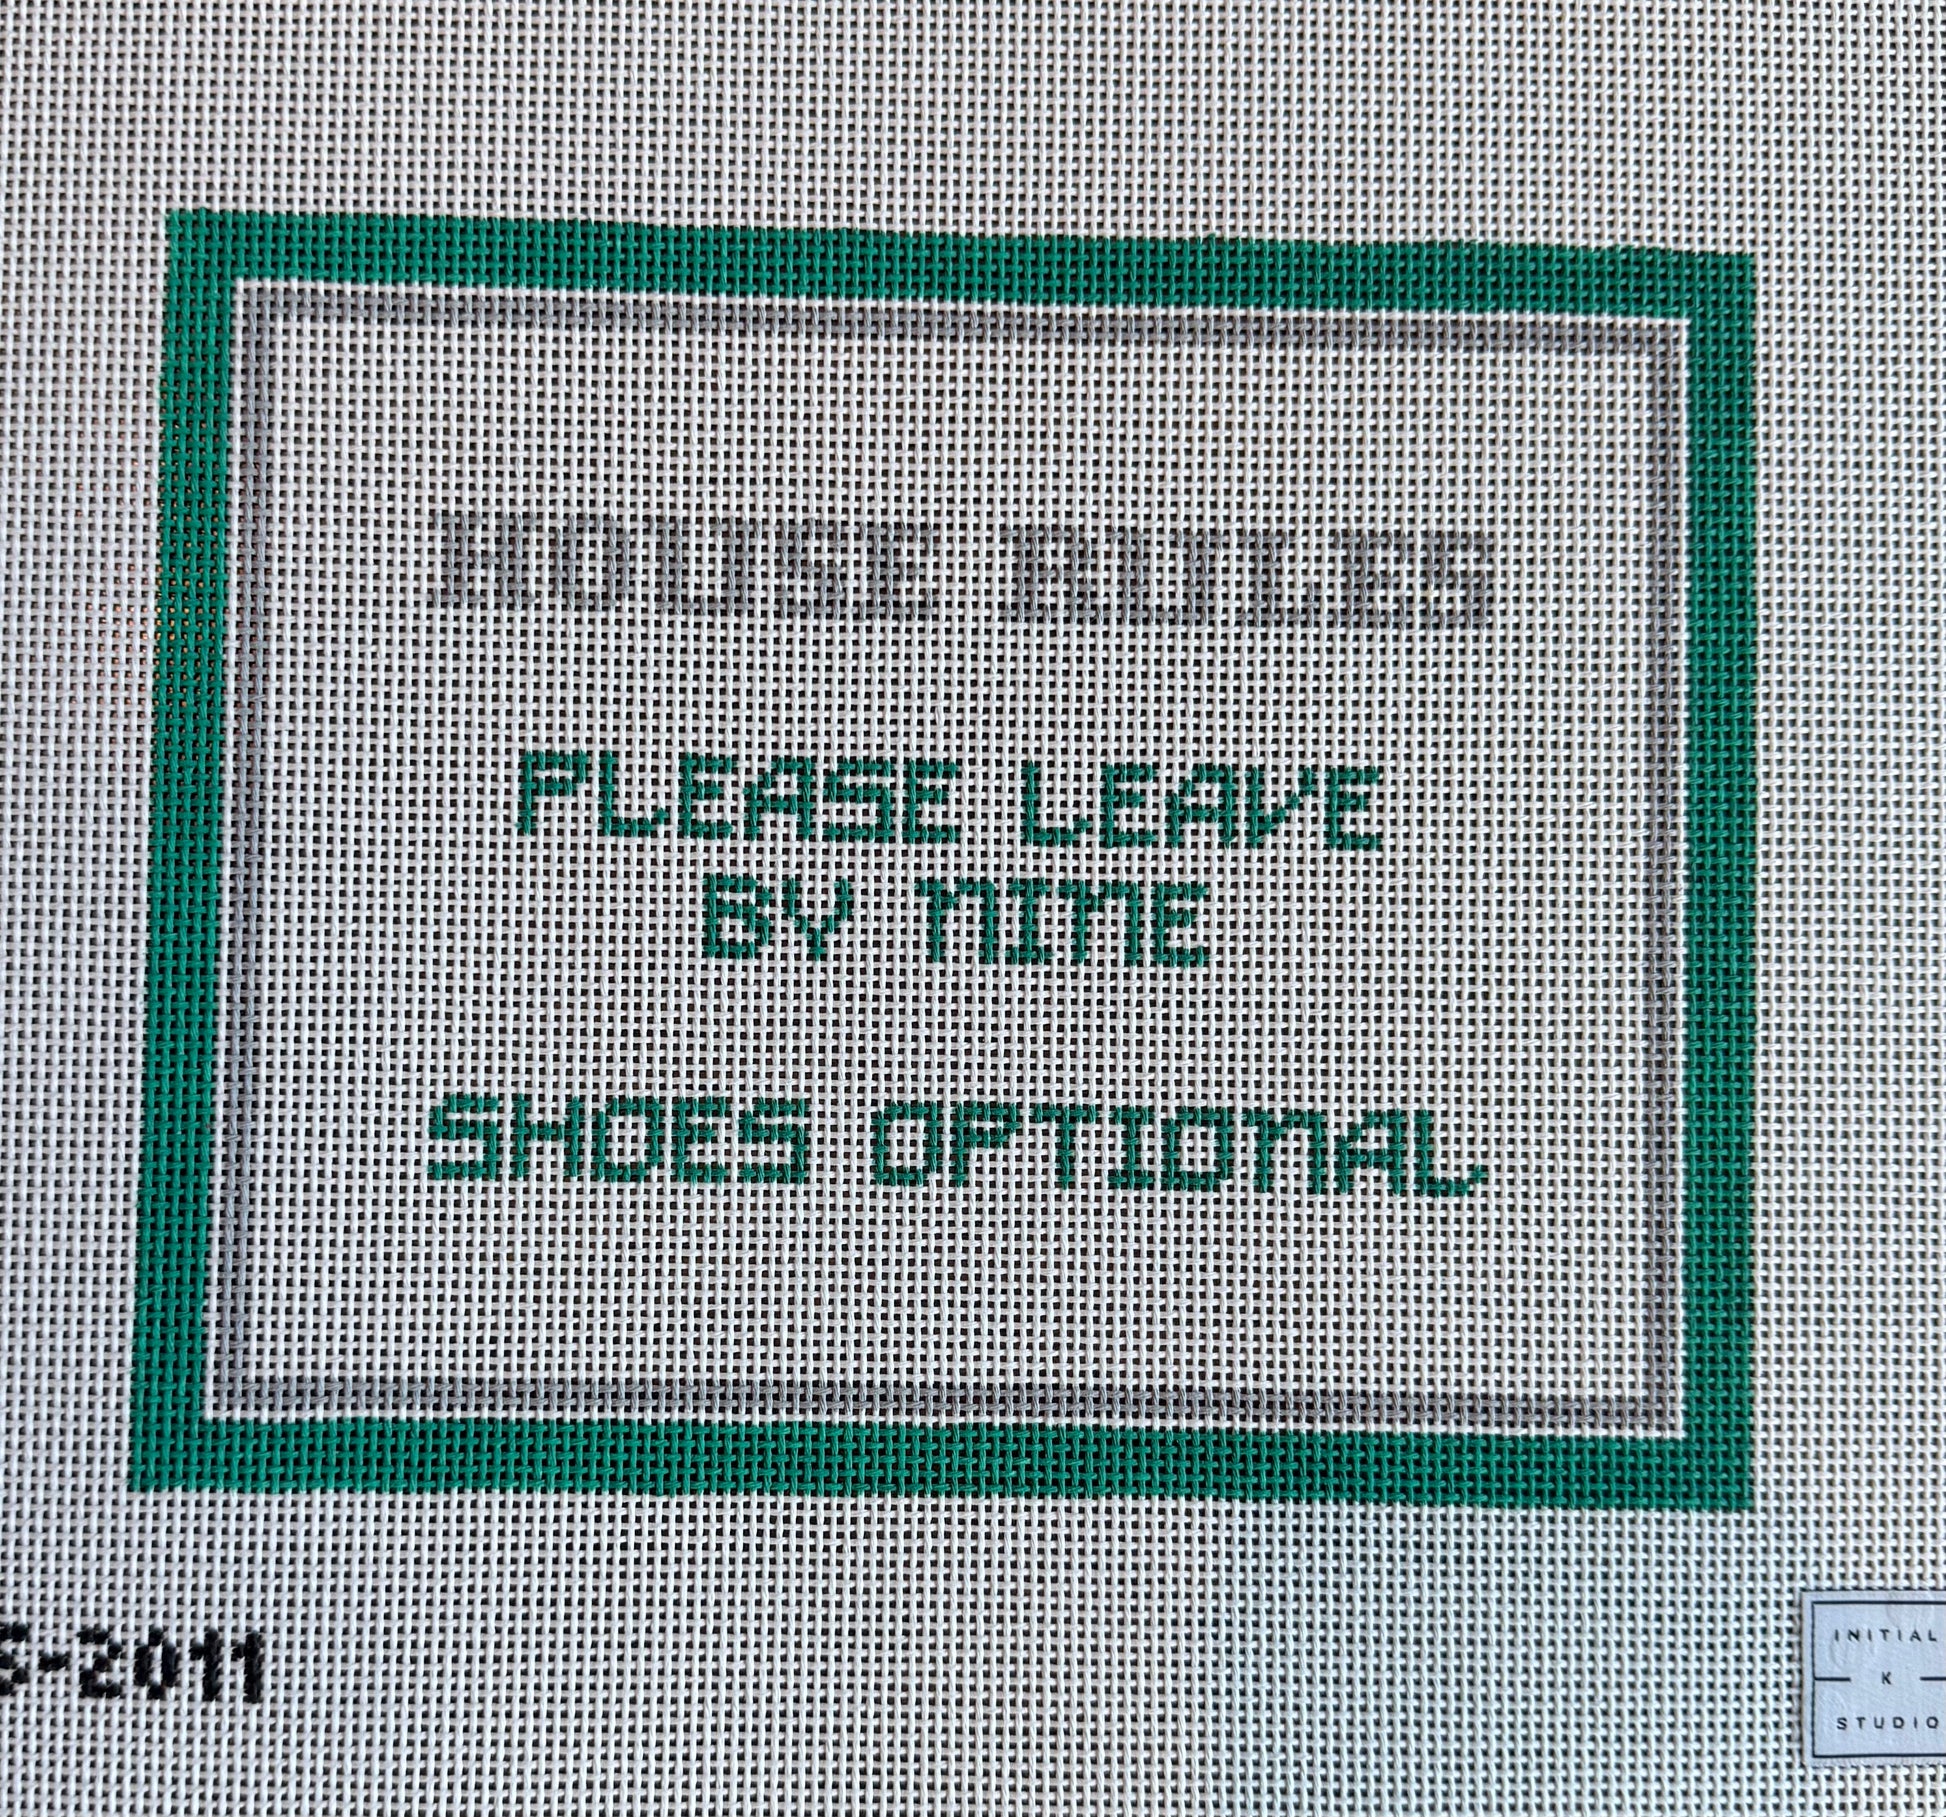 HOUSE RULES
PLEASE LEAVE
BY NINE
SHOES OPTIONAL
S-2011
INITIAL
K
STUDIO